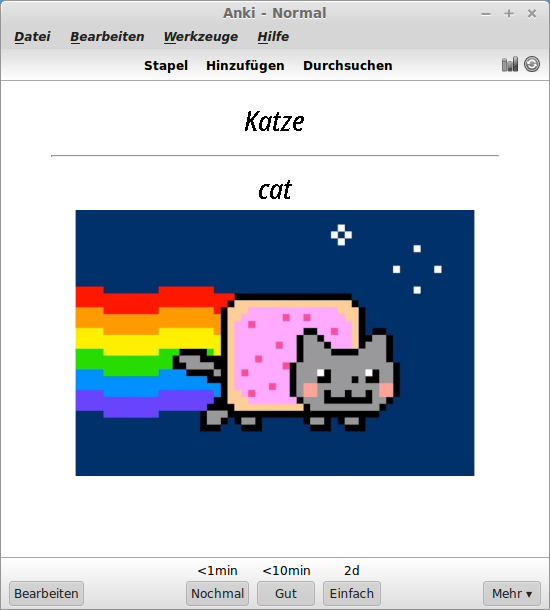 Anki - Normal
Datei Bearbeiten Werkzeuge Hilfe
Stapel Hinzufügen Durchsuchen
Katze
cat
<1min <10min 2d
Bearbeiten Nochmal Gut Einfach Mehr ▾